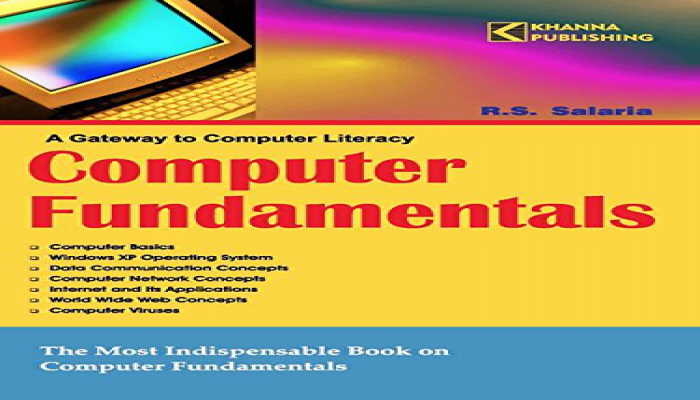 KHANNA
PUBLISHING
R.S. Salaria
A Gateway to Computer Literacy
Computer
Fundamentals
Computer Basics
Windows XP Operating System
Data Communication Concepts
Computer Network Concepts
Internet and Its Applications
World Wide Web Concepts
Computer Viruses
The Most Indispensable Book on
Computer Fundamentals